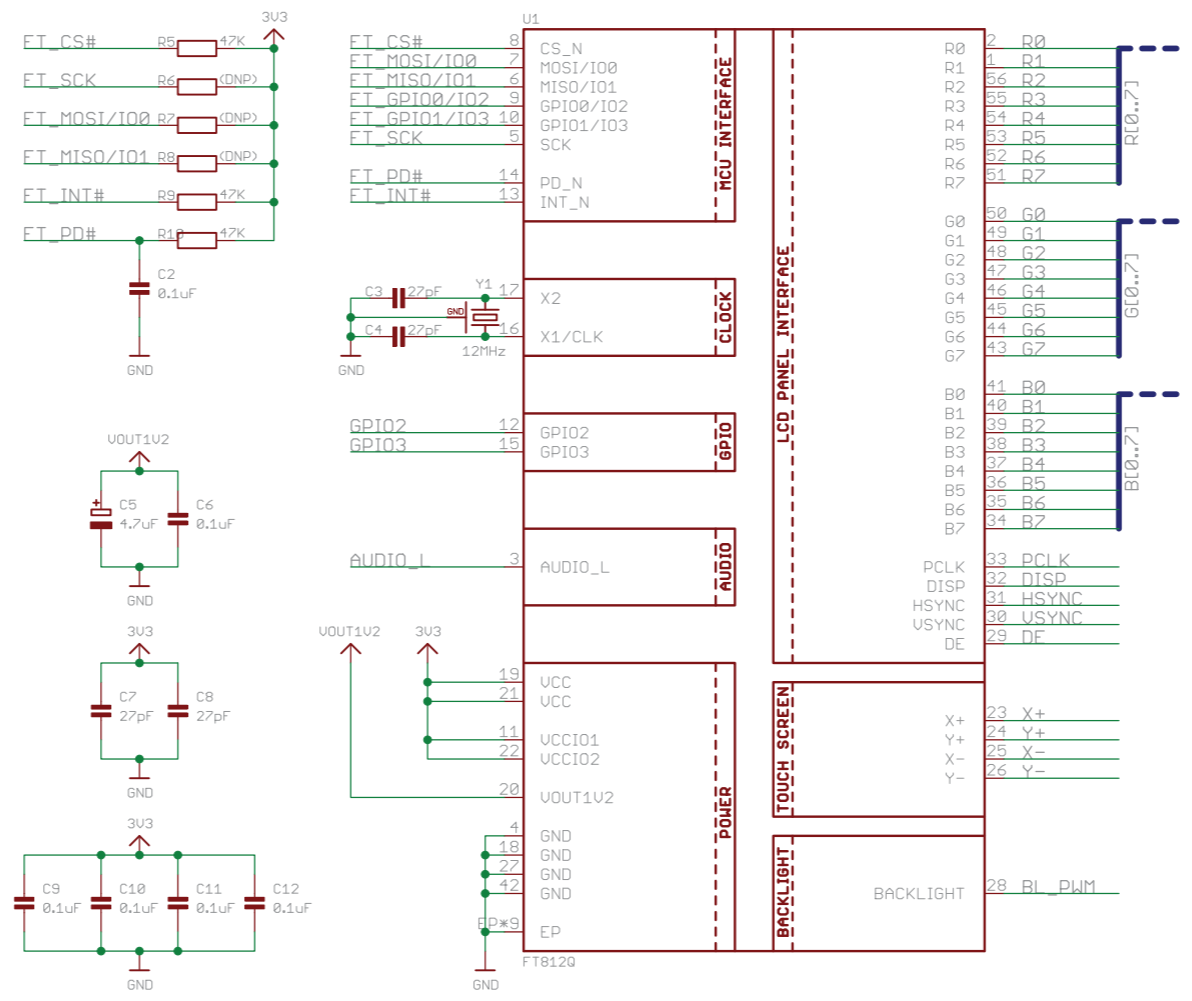 3V3
FT_CS# R5 47K
FT_SCK R6 (DNP)
FT_MOSI/IO0 R7 (DNP)
FT_MISO/IO1 R8 (DNP)
FT_INT# R9 47K
FT_PD# R10 47K
C2
0.1uF
GND
VOUT1V2
+
C5
4.7uF
C6
0.1uF
GND
3V3
C7
27pF
C8
27pF
GND
3V3
C9
0.1uF
C10
0.1uF
C11
0.1uF
C12
0.1uF
GND
U1
FT_CS# 8 CS_N
FT_MOSI/IO0 7 MOSI/IO0
FT_MISO/IO1 6 MISO/IO1
FT_GPIO0/IO2 9 GPIO0/IO2
FT_GPIO1/IO3 10 GPIO1/IO3
FT_SCK 5 SCK
FT_PD# 14 PD_N
FT_INT# 13 INT_N
MCU INTERFACE
C3 27pF Y1 17 X2
GND
C4 27pF 16 X1/CLK
12MHz
GND
CLOCK
GPIO2 12 GPIO2
GPIO3 15 GPIO3
GPIO
AUDIO_L 3 AUDIO_L
AUDIO
VOUT1V2 3V3
19 VCC
21 VCC
11 VCCIO1
22 VCCIO2
20 VOUT1V2
4 GND
18 GND
27 GND
42 GND
EP*9 EP
POWER
GND
FT812Q
LCD PANEL INTERFACE
R0 2 R0
R1 1 R1
R2 56 R2
R3 55 R3
R4 54 R4
R5 53 R5
R6 52 R6
R7 51 R7
R[0..7]
G0 50 G0
G1 49 G1
G2 48 G2
G3 47 G3
G4 46 G4
G5 45 G5
G6 44 G6
G7 43 G7
G[0..7]
B0 41 B0
B1 40 B1
B2 39 B2
B3 38 B3
B4 37 B4
B5 36 B5
B6 35 B6
B7 34 B7
B[0..7]
PCLK 33 PCLK
DISP 32 DISP
HSYNC 31 HSYNC
VSYNC 30 VSYNC
DE 29 DE
TOUCH SCREEN
X+ 23 X+
Y+ 24 Y+
X- 25 X-
Y- 26 Y-
BACKLIGHT
BACKLIGHT 28 BL_PWM